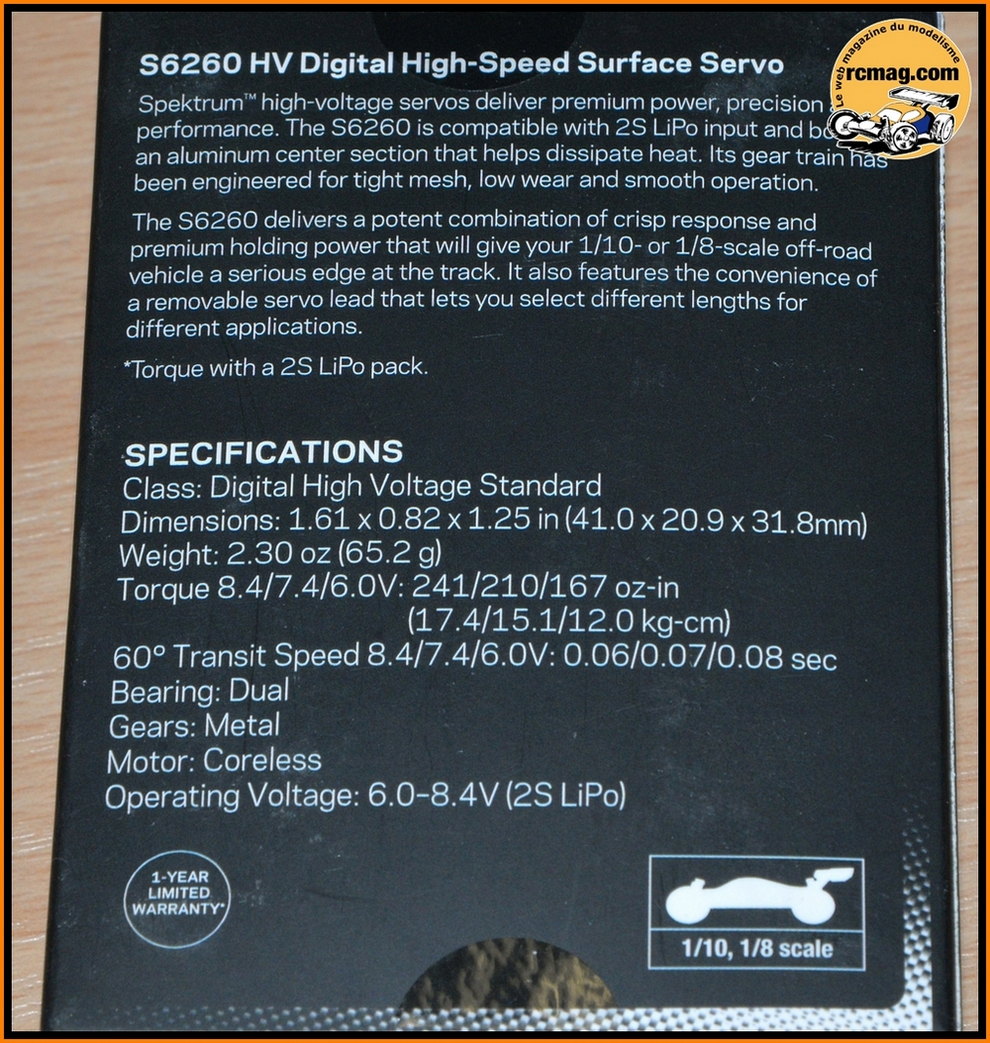 S6260 HV Digital High-Speed Surface Servo
Spektrum™ high-voltage servos deliver premium power, precision
performance. The S6260 is compatible with 2S LiPo input and
an aluminum center section that helps dissipate heat. Its gear train has
been engineered for tight mesh, low wear and smooth operation.
The S6260 delivers a potent combination of crisp response and
premium holding power that will give your 1/10- or 1/8-scale off-road
vehicle a serious edge at the track. It also features the convenience of
a removable servo lead that lets you select different lengths for
different applications.
*Torque with a 2S LiPo pack.
SPECIFICATIONS
Class: Digital High Voltage Standard
Dimensions: 1.61 x 0.82 x 1.25 in (41.0 x 20.9 x 31.8mm)
Weight: 2.30 oz (65.2 g)
Torque 8.4/7.4/6.0V: 241/210/167 oz-in
(17.4/15.1/12.0 kg-cm)
60° Transit Speed 8.4/7.4/6.0V: 0.06/0.07/0.08 sec
Bearing: Dual
Gears: Metal
Motor: Coreless
Operating Voltage: 6.0–8.4V (2S LiPo)
1-YEAR
LIMITED
WARRANTY*
1/10, 1/8 scale
Le web magazine du modelisme
rcmag.com